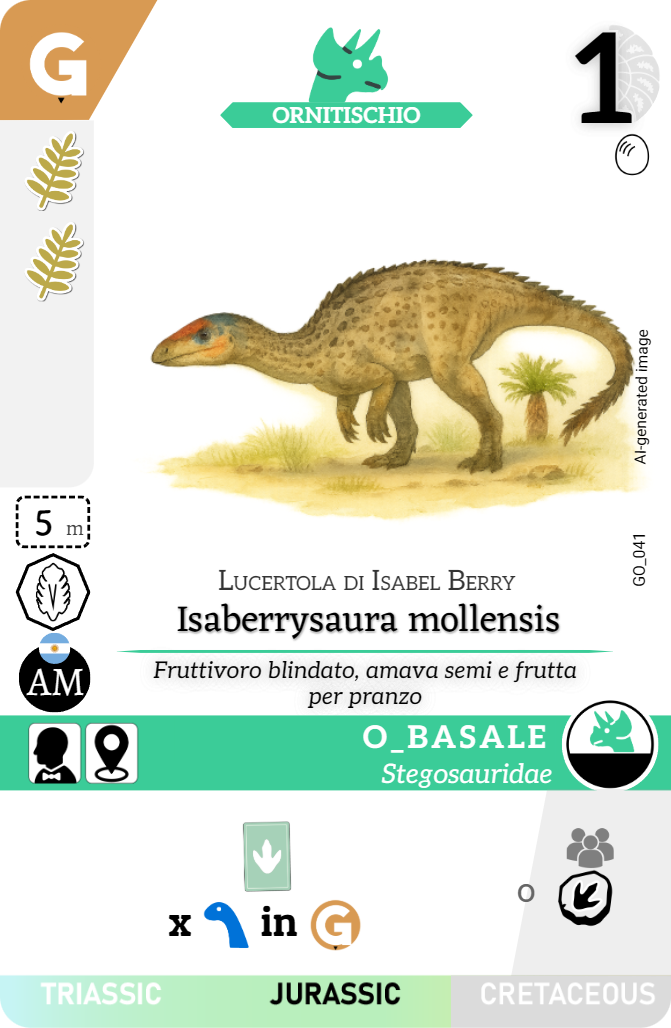 G
ORNITISCHIO
1
AI-generated image
5 m
GO_041
LUCERTOLA DI ISABEL BERRY
Isaberrysaura mollensis
AM
Fruttivoro blindato, amava semi e frutta
per pranzo
O_BASALE
Stegosauridae
O
x in G
TRIASSIC JURASSIC CRETACEOUS